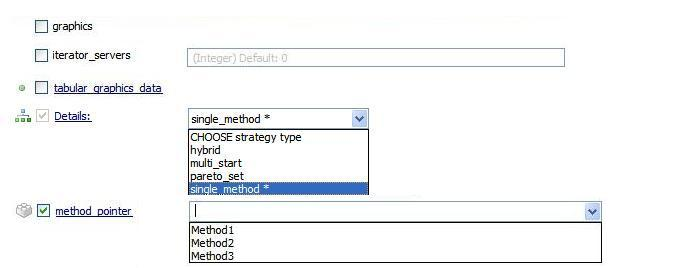 graphics
iterator_servers
(Integer) Default: 0
tabular_graphics_data
Details:
single_method *
CHOOSE strategy type
hybrid
multi_start
pareto_set
single_method *
method_pointer
Method1
Method2
Method3